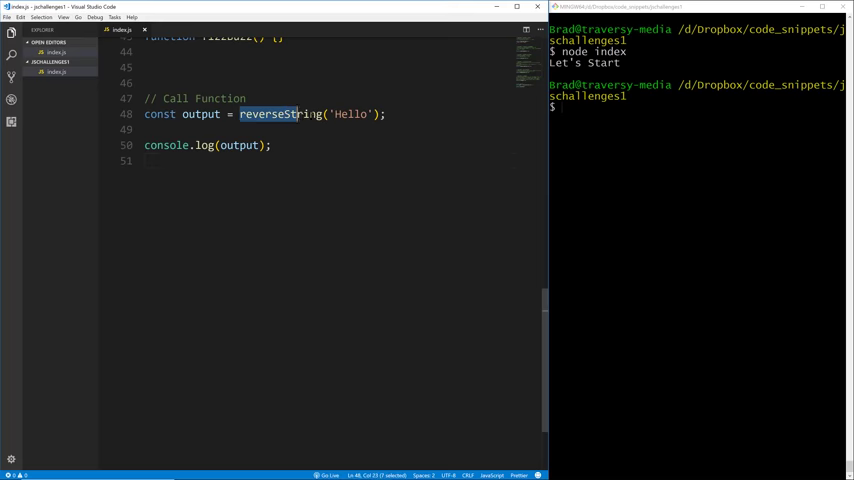 index.js - jschallenges1 - Visual Studio Code
File Edit Selection View Go Debug Tasks Help
EXPLORER
OPEN EDITORS
index.js
JSCHALLENGES1
index.js
JS index.js ×
43 function fizzBuzz() {}
44
45
46
47 // Call Function
48 const output = reverseString('Hello');
49
50 console.log(output);
51
0 0
Go Live Ln 48, Col 23 (7 selected) Spaces: 2 UTF-8 CRLF JavaScript Prettier
MINGW64:/d/Dropbox/code_snippets/jschallenges1
Brad@traversy-media /d/Dropbox/code_snippets/j
schallenges1
$ node index
Let's Start
Brad@traversy-media /d/Dropbox/code_snippets/j
schallenges1
$